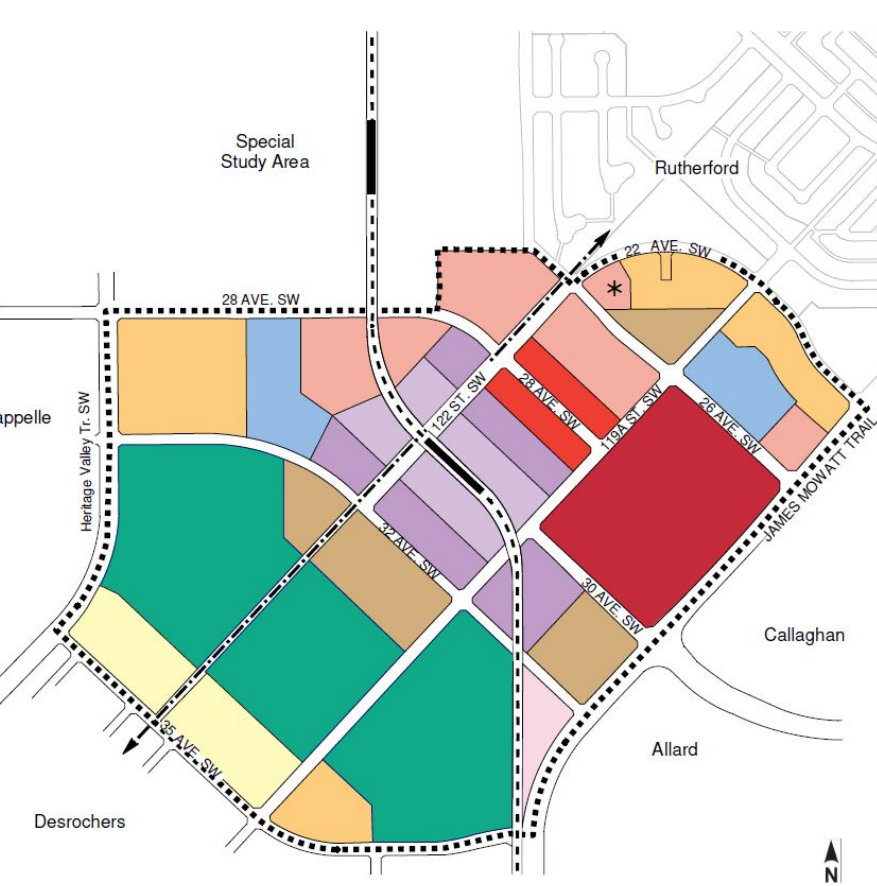 Special
Study Area
Rutherford
22 AVE. SW
28 AVE. SW
*
appelle
Heritage Valley Tr. SW
122 ST. SW
28 AVE. SW
119A ST. SW
26 AVE. SW
JAMES MOWATT TRAIL
32 AVE. SW
30 AVE. SW
Callaghan
Allard
35 AVE. SW
Desrochers
N